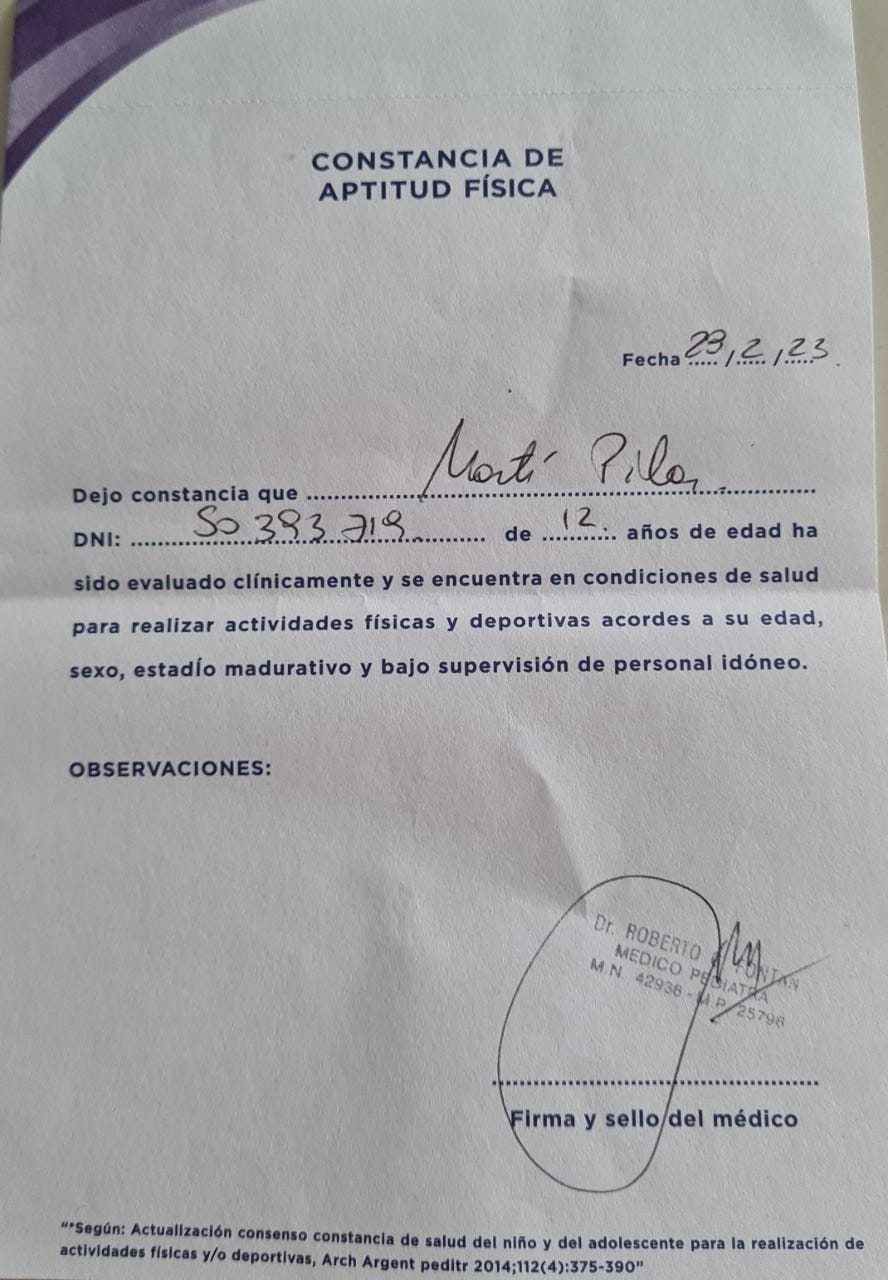 CONSTANCIA DE
APTITUD FÍSICA
Fecha 23/2/23.
Dejo constancia que Martí Pilar
DNI: 50 393 719 de 12 años de edad ha
sido evaluado clínicamente y se encuentra en condiciones de salud
para realizar actividades físicas y deportivas acordes a su edad,
sexo, estadío madurativo y bajo supervisión de personal idóneo.
OBSERVACIONES:
Dr. ROBERTO FONTAN
MEDICO PEDIATRA
M.N. 42936 - M.P. 25796
Firma y sello del médico
"*Según: Actualización consenso constancia de salud del niño y del adolescente para la realización de
actividades físicas y/o deportivas, Arch Argent peditr 2014;112(4):375-390"